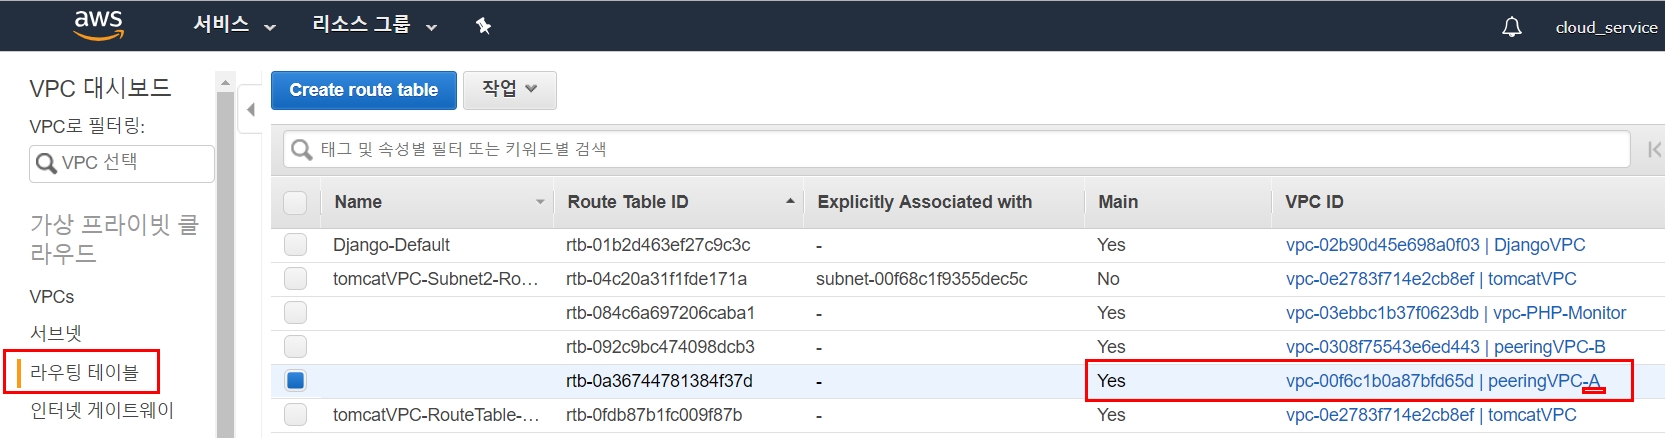 aws 서비스 리소스 그룹 cloud_service
VPC 대시보드
VPC로 필터링:
VPC 선택
가상 프라이빗 클
라우드
VPCs
서브넷
라우팅 테이블
인터넷 게이트웨이
Create route table 작업
태그 및 속성별 필터 또는 키워드별 검색
Name Route Table ID Explicitly Associated with Main VPC ID
Django-Default rtb-01b2d463ef27c9c3c - Yes vpc-02b90d45e698a0f03 | DjangoVPC
tomcatVPC-Subnet2-Ro… rtb-04c20a31f1fde171a subnet-00f68c1f9355dec5c No vpc-0e2783f714e2cb8ef | tomcatVPC
rtb-084c6a697206caba1 - Yes vpc-03ebbc1b37f0623db | vpc-PHP-Monitor
rtb-092c9bc474098dcb3 - Yes vpc-0308f75543e6ed443 | peeringVPC-B
rtb-0a36744781384f37d - Yes vpc-00f6c1b0a87bfd65d | peeringVPC-A
tomcatVPC-RouteTable-… rtb-0fdb87b1fc009f87b - Yes vpc-0e2783f714e2cb8ef | tomcatVPC